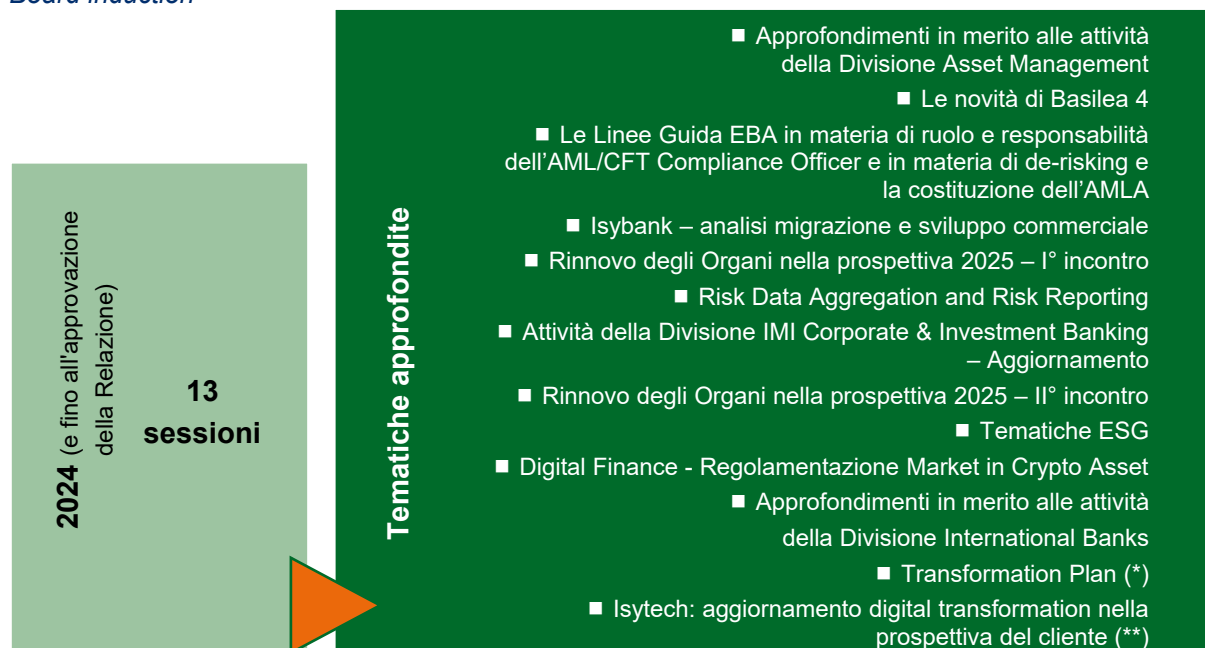 Board Induction
2024 (e fino all'approvazione
della Relazione)
13
sessioni
Tematiche approfondite
■ Approfondimenti in merito alle attività
della Divisione Asset Management
■ Le novità di Basilea 4
■ Le Linee Guida EBA in materia di ruolo e responsabilità
dell'AML/CFT Compliance Officer e in materia di de-risking e
la costituzione dell'AMLA
■ Isybank – analisi migrazione e sviluppo commerciale
■ Rinnovo degli Organi nella prospettiva 2025 – I° incontro
■ Risk Data Aggregation and Risk Reporting
■ Attività della Divisione IMI Corporate & Investment Banking
– Aggiornamento
■ Rinnovo degli Organi nella prospettiva 2025 – II° incontro
■ Tematiche ESG
■ Digital Finance - Regolamentazione Market in Crypto Asset
■ Approfondimenti in merito alle attività
della Divisione International Banks
■ Transformation Plan (*)
■ Isytech: aggiornamento digital transformation nella
prospettiva del cliente (**)